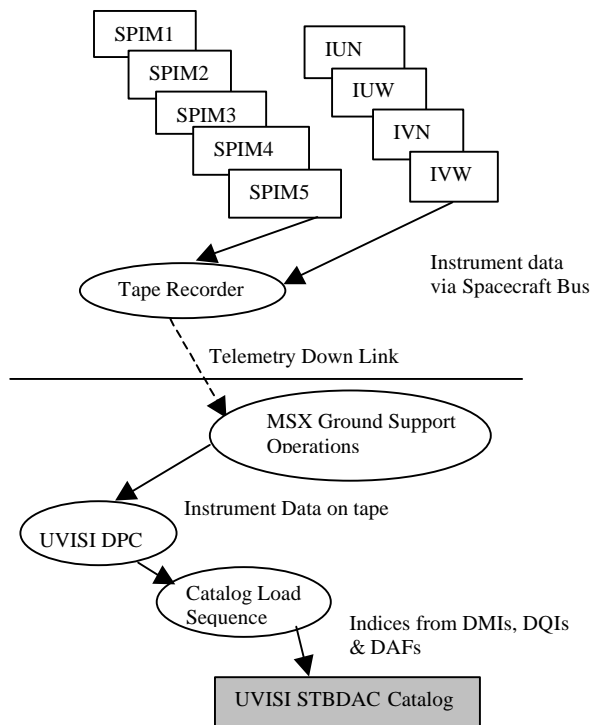 SPIM1
SPIM2
SPIM3
SPIM4
SPIM5
IUN
IUW
IVN
IVW
Tape Recorder
Instrument data
via Spacecraft Bus
Telemetry Down Link
MSX Ground Support
Operations
Instrument Data on tape
UVISI DPC
Catalog Load
Sequence
Indices from DMIs, DQIs
& DAFs
UVISI STBDAC Catalog